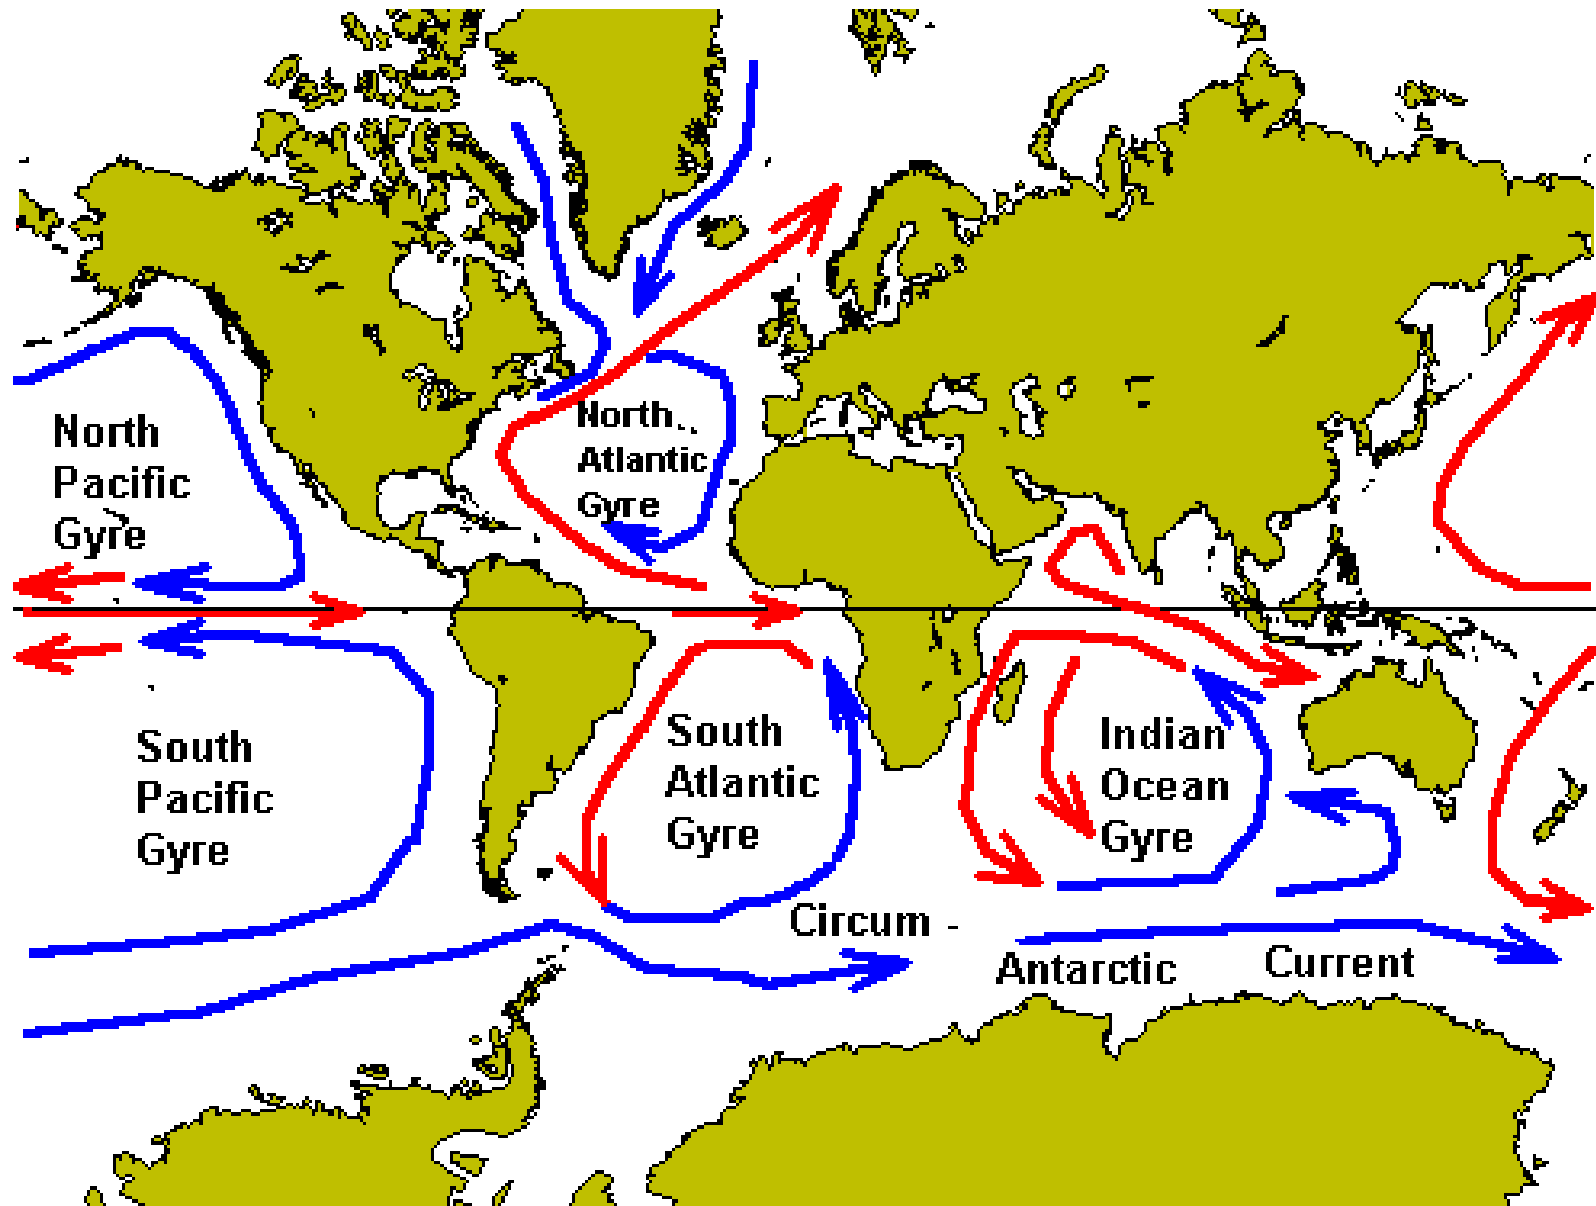 North
Pacific
Gyre
North
Atlantic
Gyre
South
Pacific
Gyre
South
Atlantic
Gyre
Indian
Ocean
Gyre
Circum -
Antarctic
Current